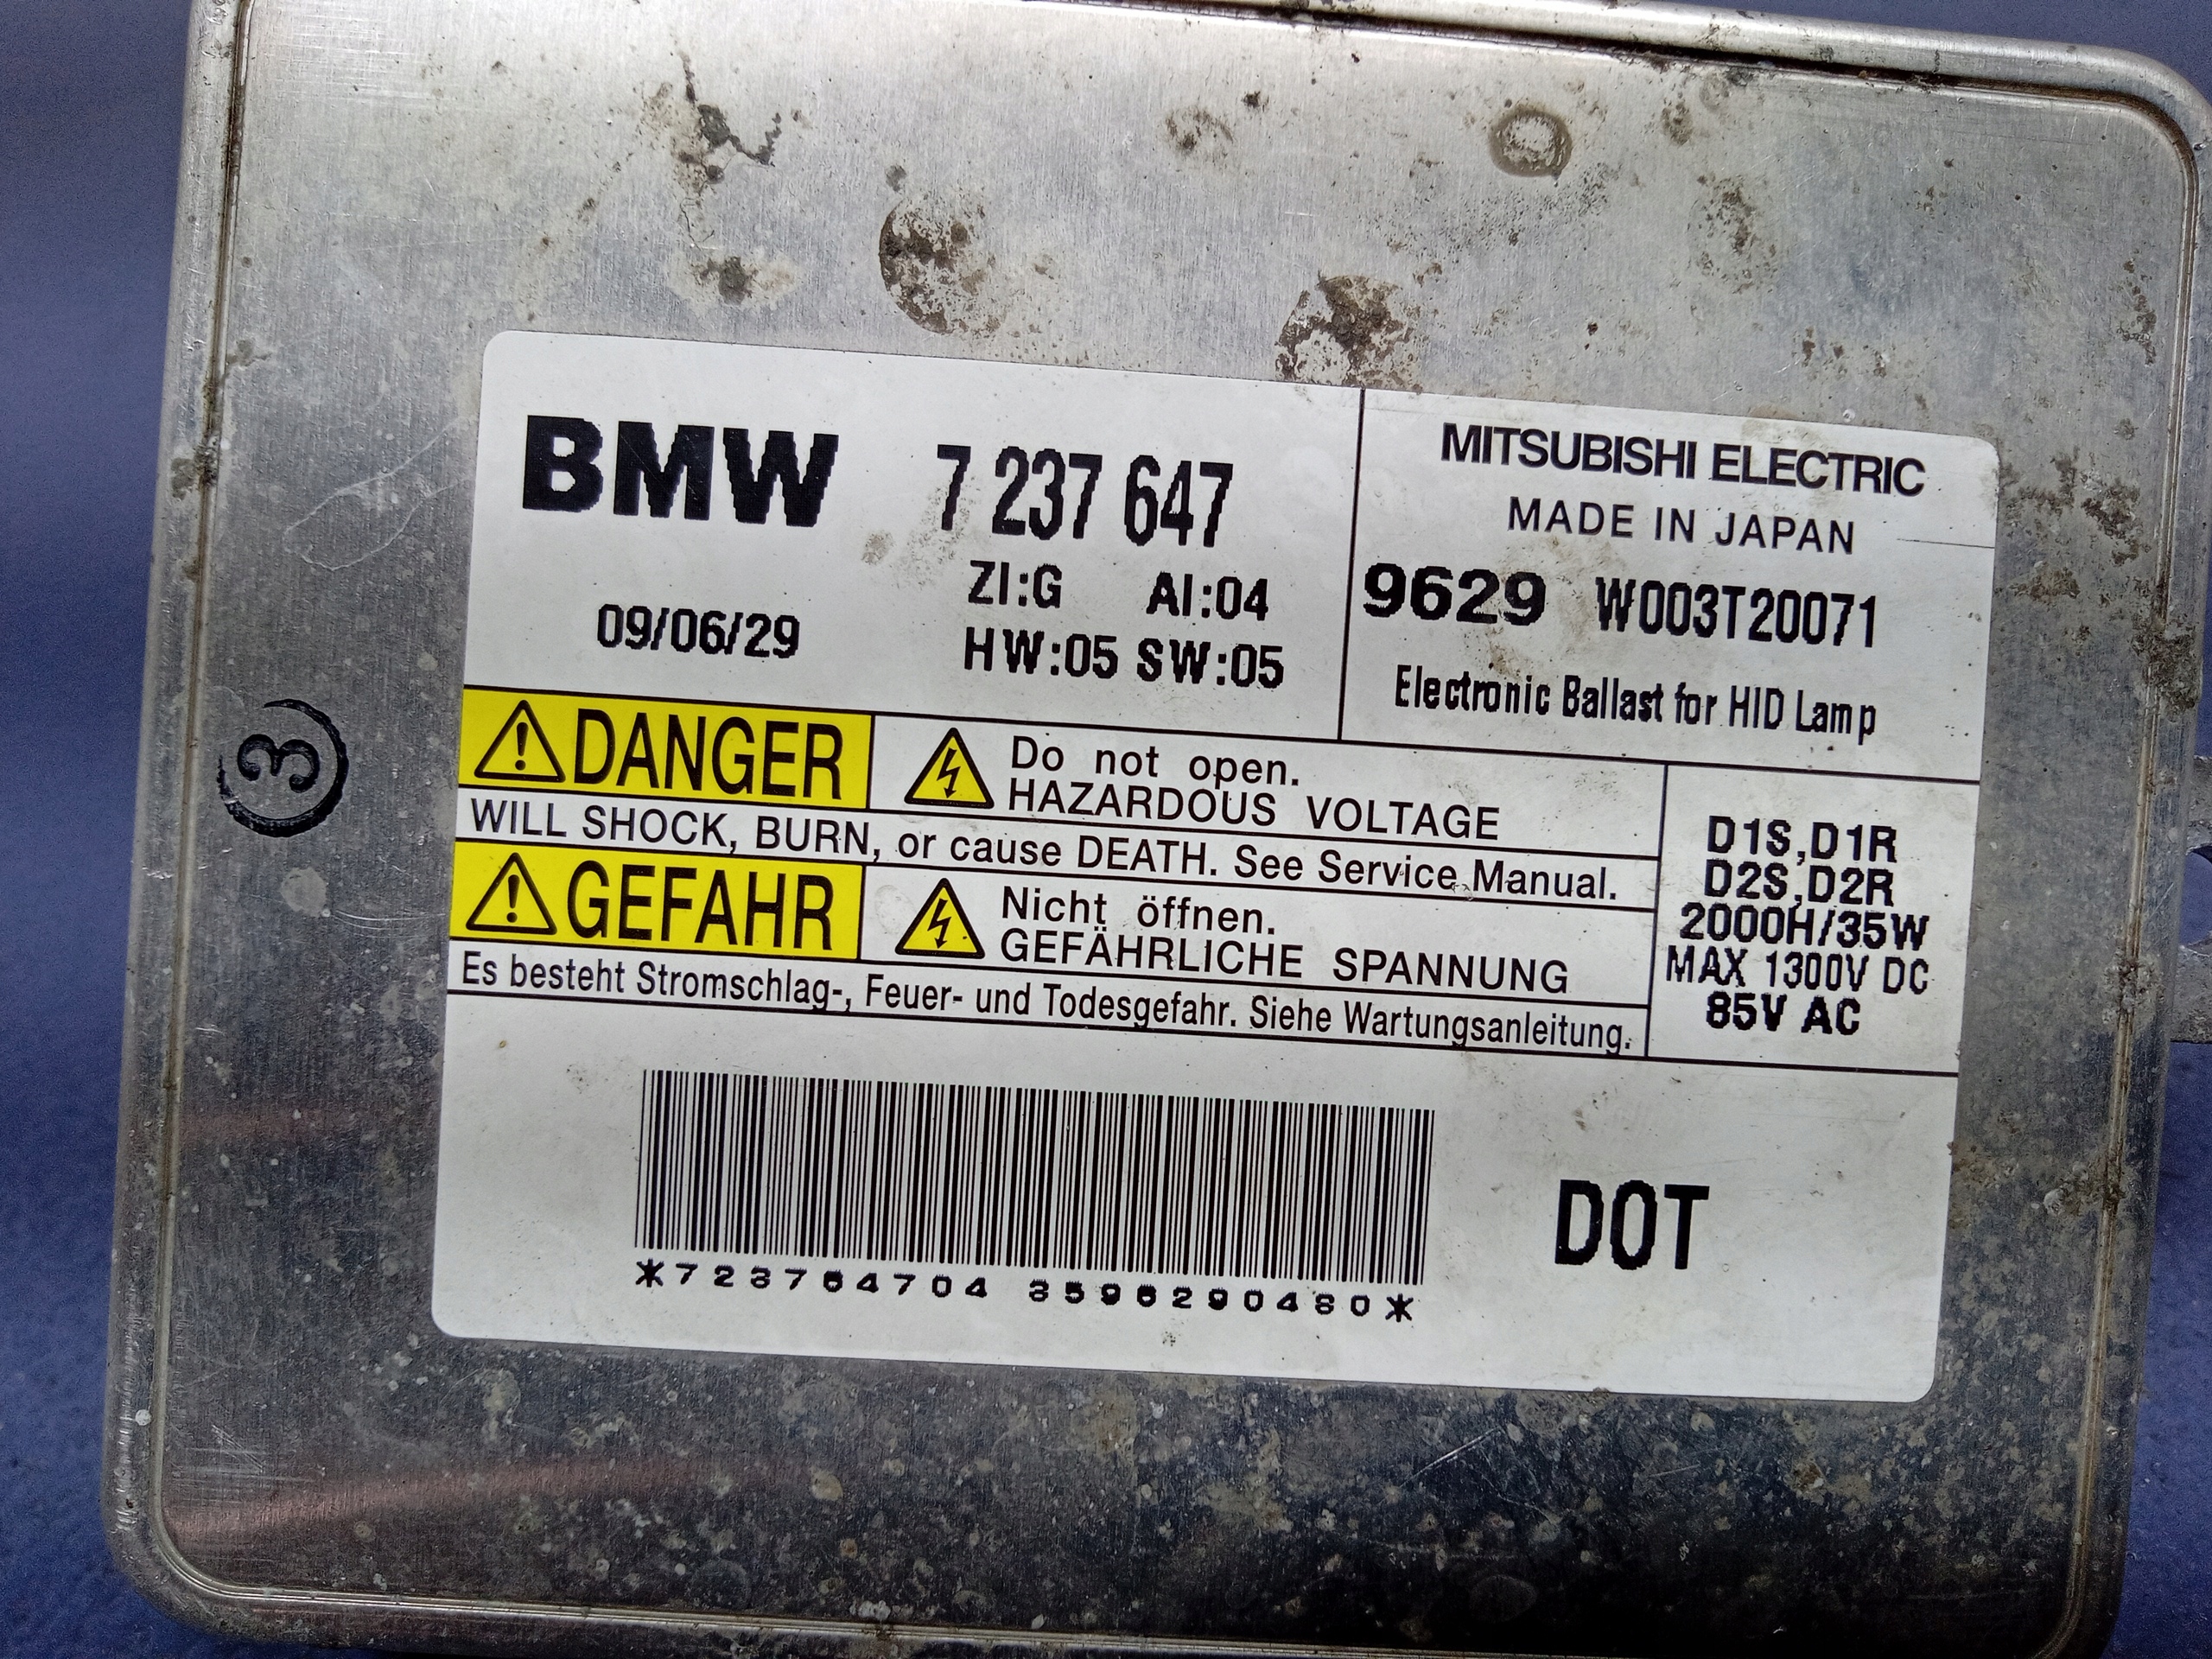 BMW 7 237 647
ZI:G AI:04
09/06/29
HW:05 SW:05
MITSUBISHI ELECTRIC
MADE IN JAPAN
9629 W003T20071
Electronic Ballast for HID Lamp
DANGER
Do not open.
HAZARDOUS VOLTAGE
WILL SHOCK, BURN, or cause DEATH. See Service Manual.
GEFAHR
Nicht öffnen.
GEFÄHRLICHE SPANNUNG
Es besteht Stromschlag-, Feuer- und Todesgefahr. Siehe Wartungsanleitung.
D1S,D1R
D2S,D2R
2000H/35W
MAX 1300V DC
85V AC
*723764704 3596290480*
DOT
3